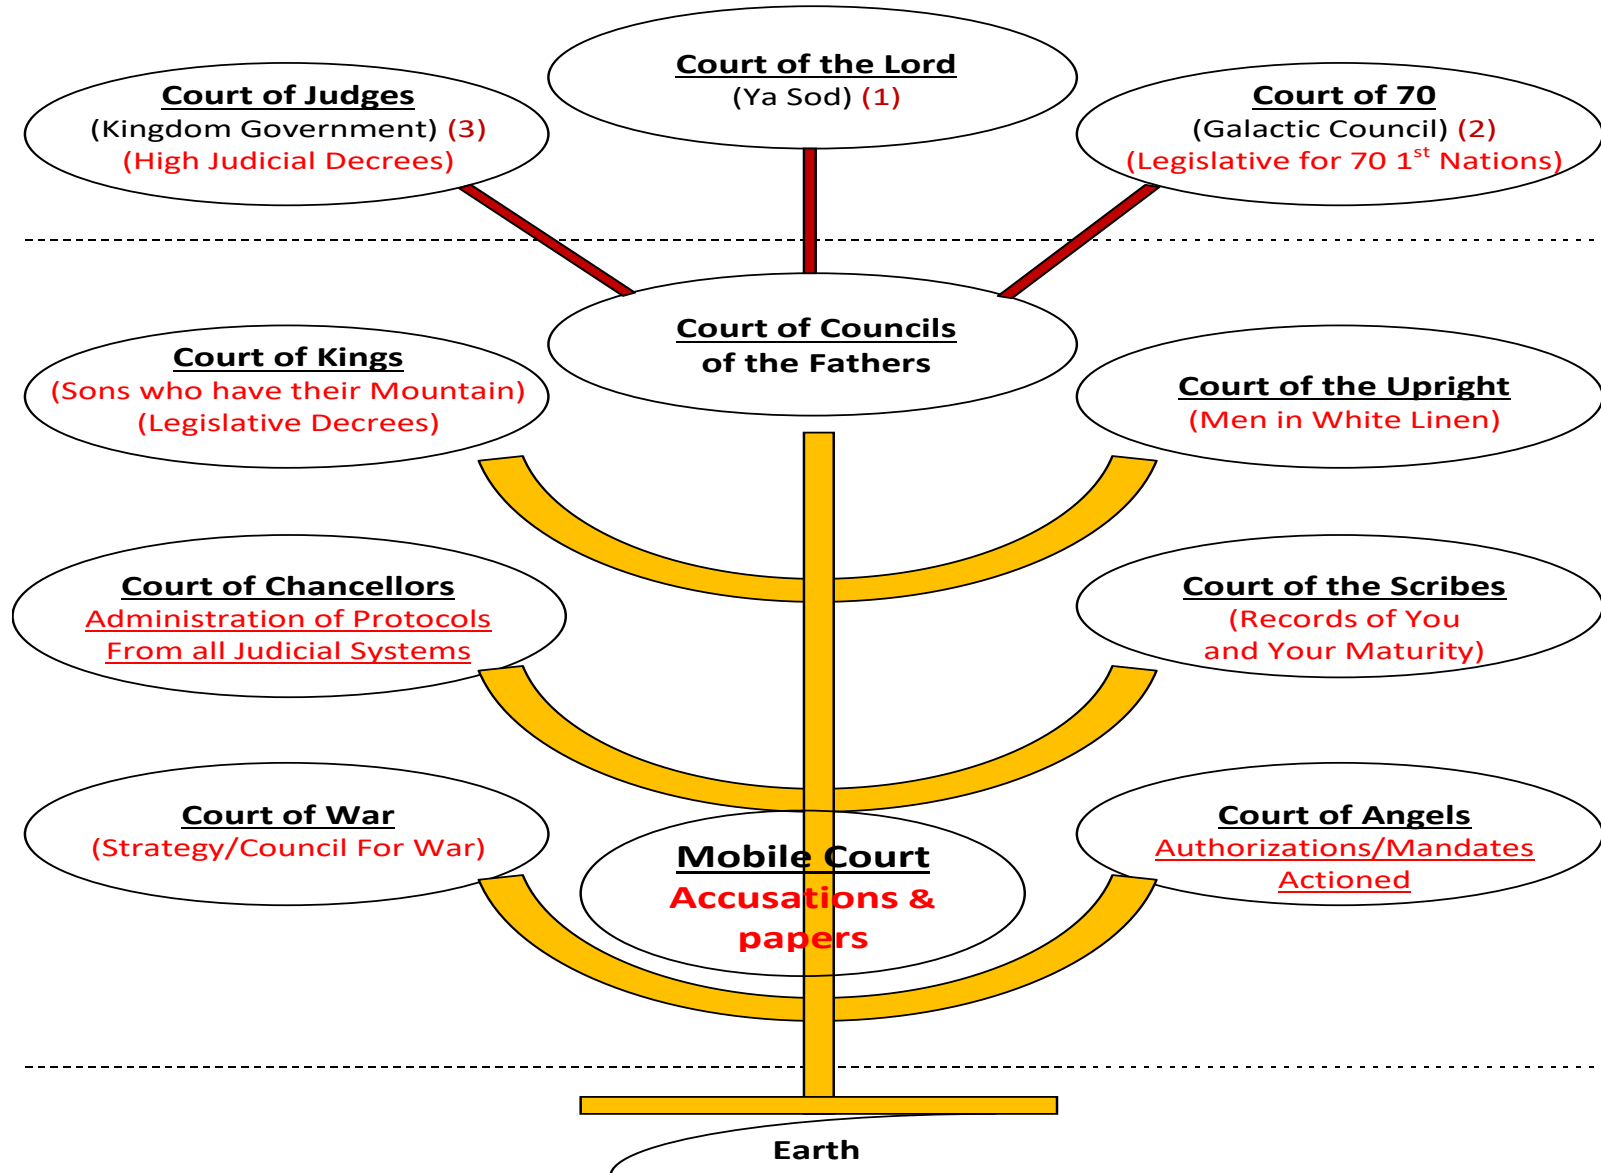 Court of the Lord
(Ya Sod) (1)
Court of Judges
(Kingdom Government) (3)
(High Judicial Decrees)
Court of 70
(Galactic Council) (2)
(Legislative for 70 1st Nations)
Court of Councils
of the Fathers
Court of Kings
(Sons who have their Mountain)
(Legislative Decrees)
Court of the Upright
(Men in White Linen)
Court of Chancellors
Administration of Protocols
From all Judicial Systems
Court of the Scribes
(Records of You
and Your Maturity)
Court of War
(Strategy/Council For War)
Mobile Court
Accusations &
papers
Court of Angels
Authorizations/Mandates
Actioned
Earth